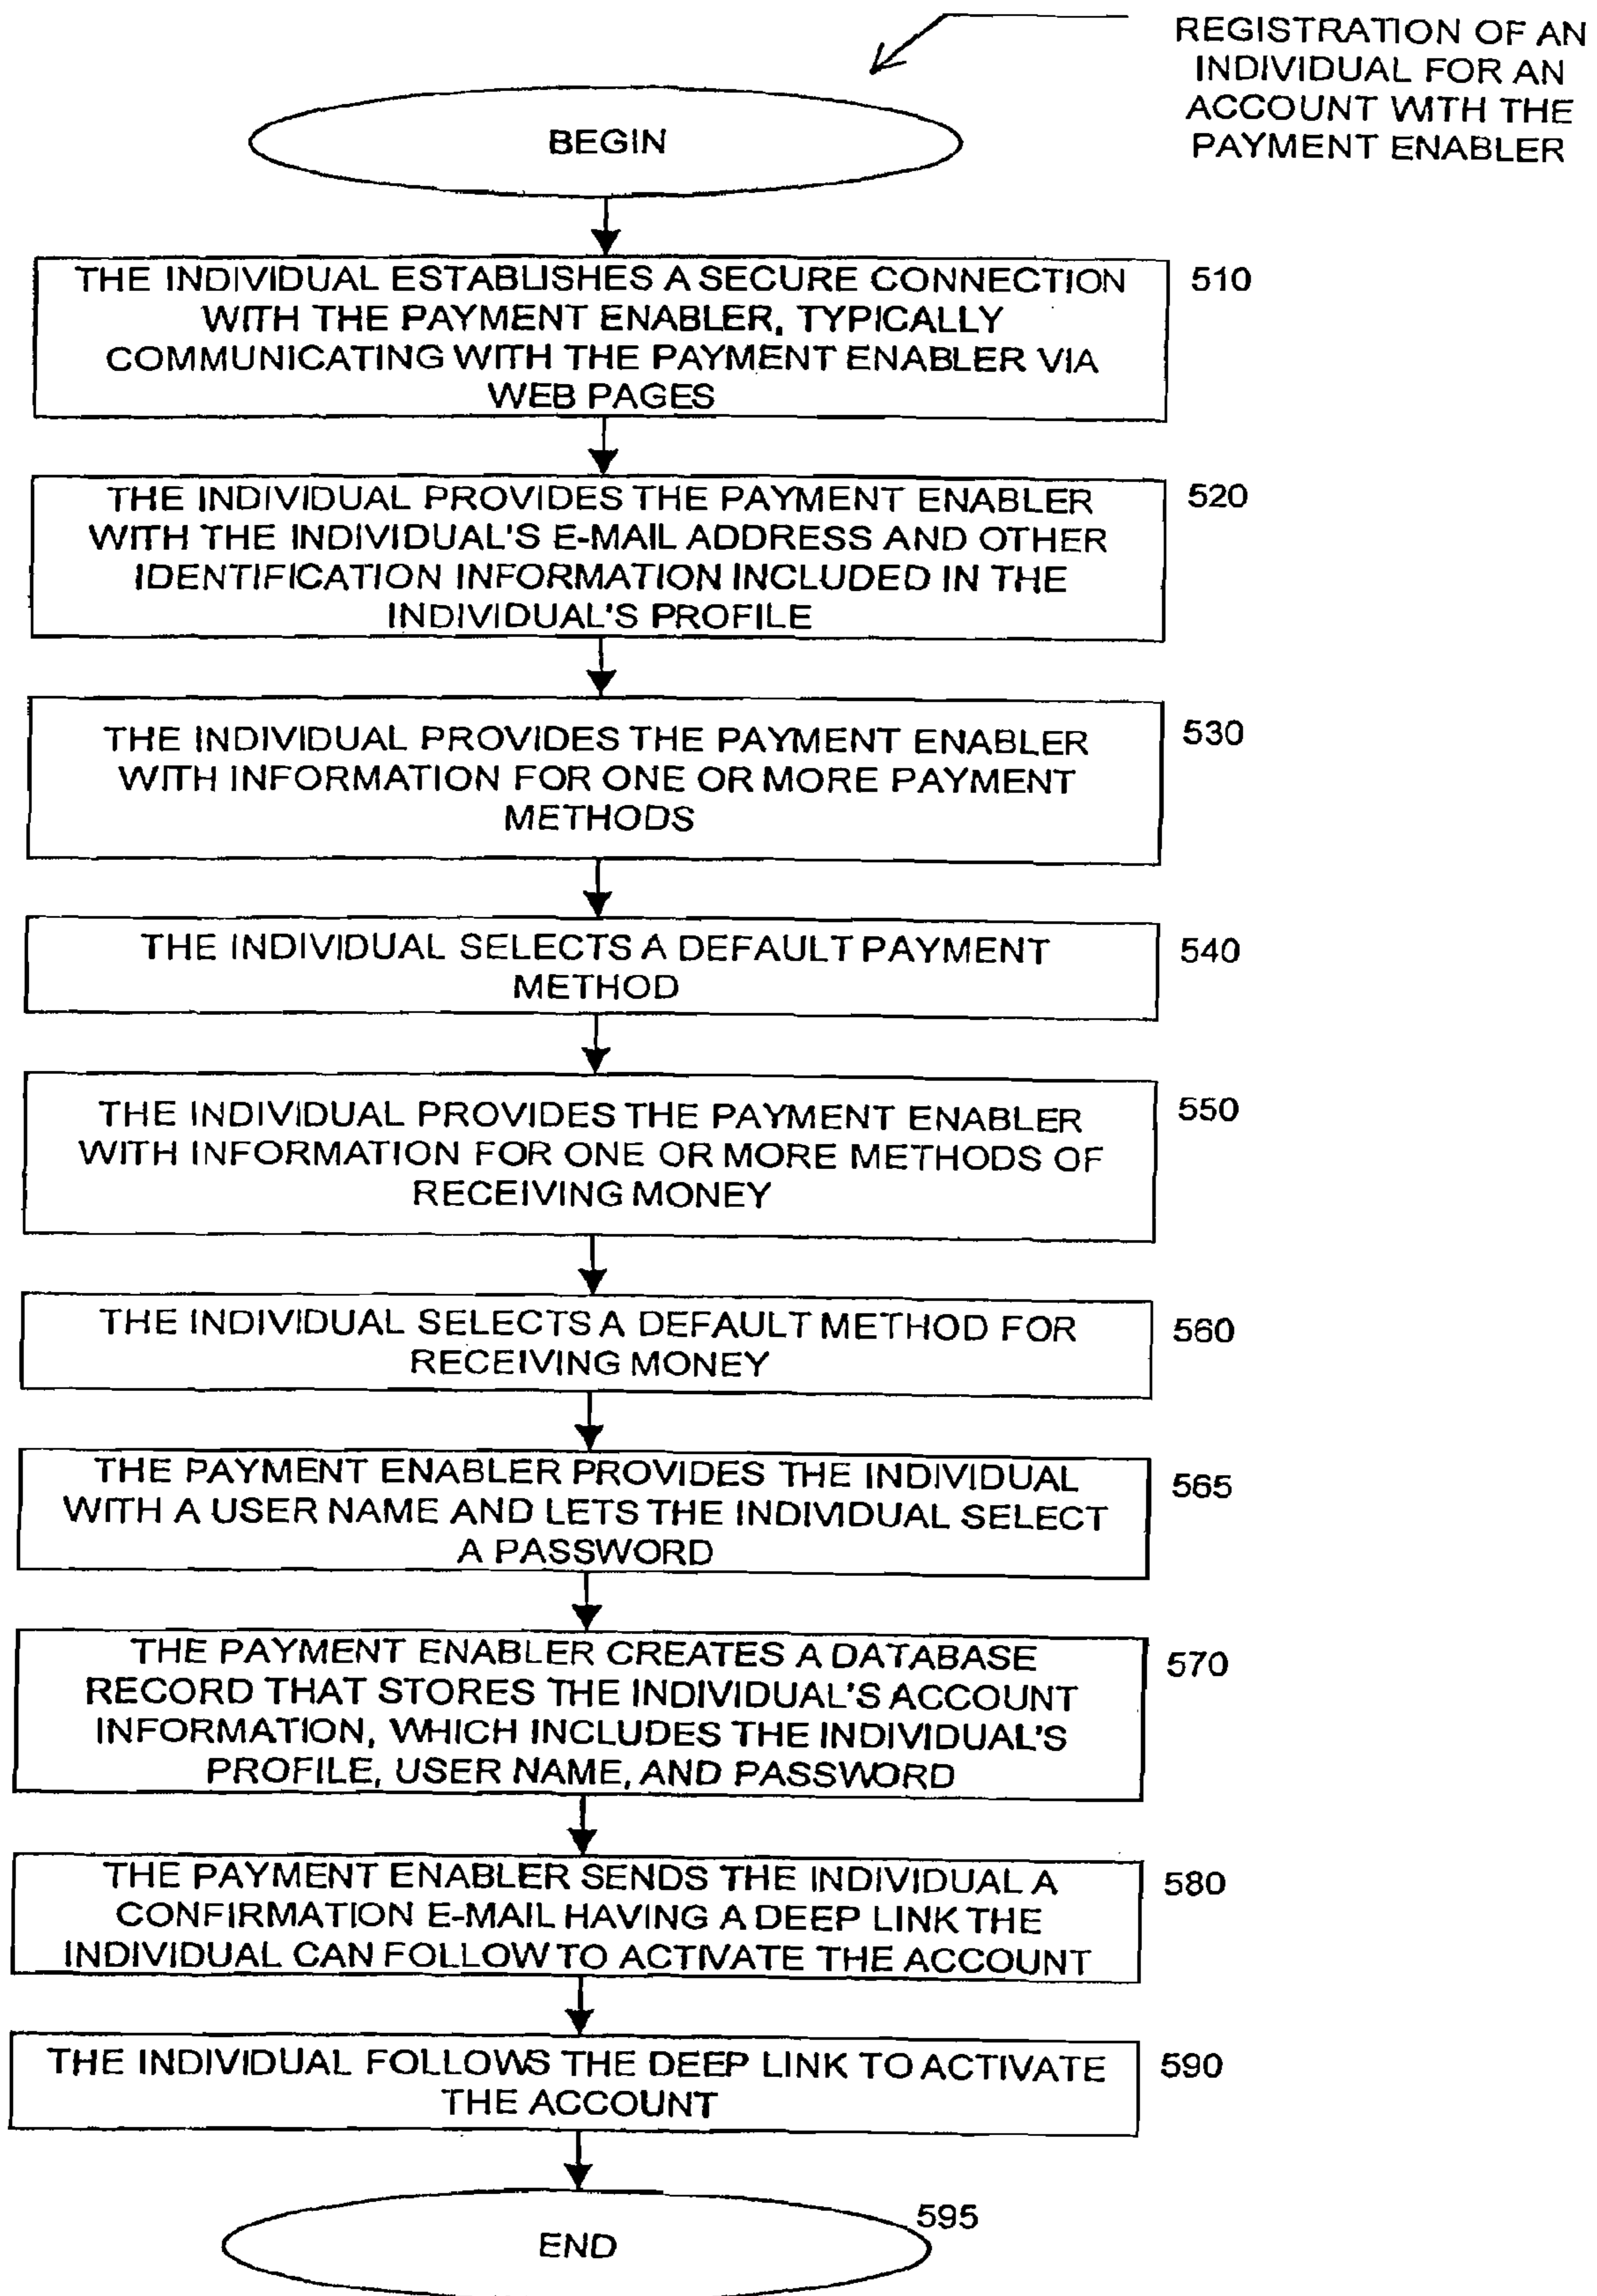 REGISTRATION OF AN
INDIVIDUAL FOR AN
ACCOUNT WITH THE
PAYMENT ENABLER
BEGIN
THE INDIVIDUAL ESTABLISHES A SECURE CONNECTION
WITH THE PAYMENT ENABLER, TYPICALLY
COMMUNICATING WITH THE PAYMENT ENABLER VIA
WEB PAGES
510
THE INDIVIDUAL PROVIDES THE PAYMENT ENABLER
WITH THE INDIVIDUAL'S E-MAIL ADDRESS AND OTHER
IDENTIFICATION INFORMATION INCLUDED IN THE
INDIVIDUAL'S PROFILE
520
THE INDIVIDUAL PROVIDES THE PAYMENT ENABLER
WITH INFORMATION FOR ONE OR MORE PAYMENT
METHODS
530
THE INDIVIDUAL SELECTS A DEFAULT PAYMENT
METHOD
540
THE INDIVIDUAL PROVIDES THE PAYMENT ENABLER
WITH INFORMATION FOR ONE OR MORE METHODS OF
RECEIVING MONEY
550
THE INDIVIDUAL SELECTS A DEFAULT METHOD FOR
RECEIVING MONEY
560
THE PAYMENT ENABLER PROVIDES THE INDIVIDUAL
WITH A USER NAME AND LETS THE INDIVIDUAL SELECT
A PASSWORD
565
THE PAYMENT ENABLER CREATES A DATABASE
RECORD THAT STORES THE INDIVIDUAL'S ACCOUNT
INFORMATION, WHICH INCLUDES THE INDIVIDUAL'S
PROFILE, USER NAME, AND PASSWORD
570
THE PAYMENT ENABLER SENDS THE INDIVIDUAL A
CONFIRMATION E-MAIL HAVING A DEEP LINK THE
INDIVIDUAL CAN FOLLOW TO ACTIVATE THE ACCOUNT
580
THE INDIVIDUAL FOLLOWS THE DEEP LINK TO ACTIVATE
THE ACCOUNT
590
END
595